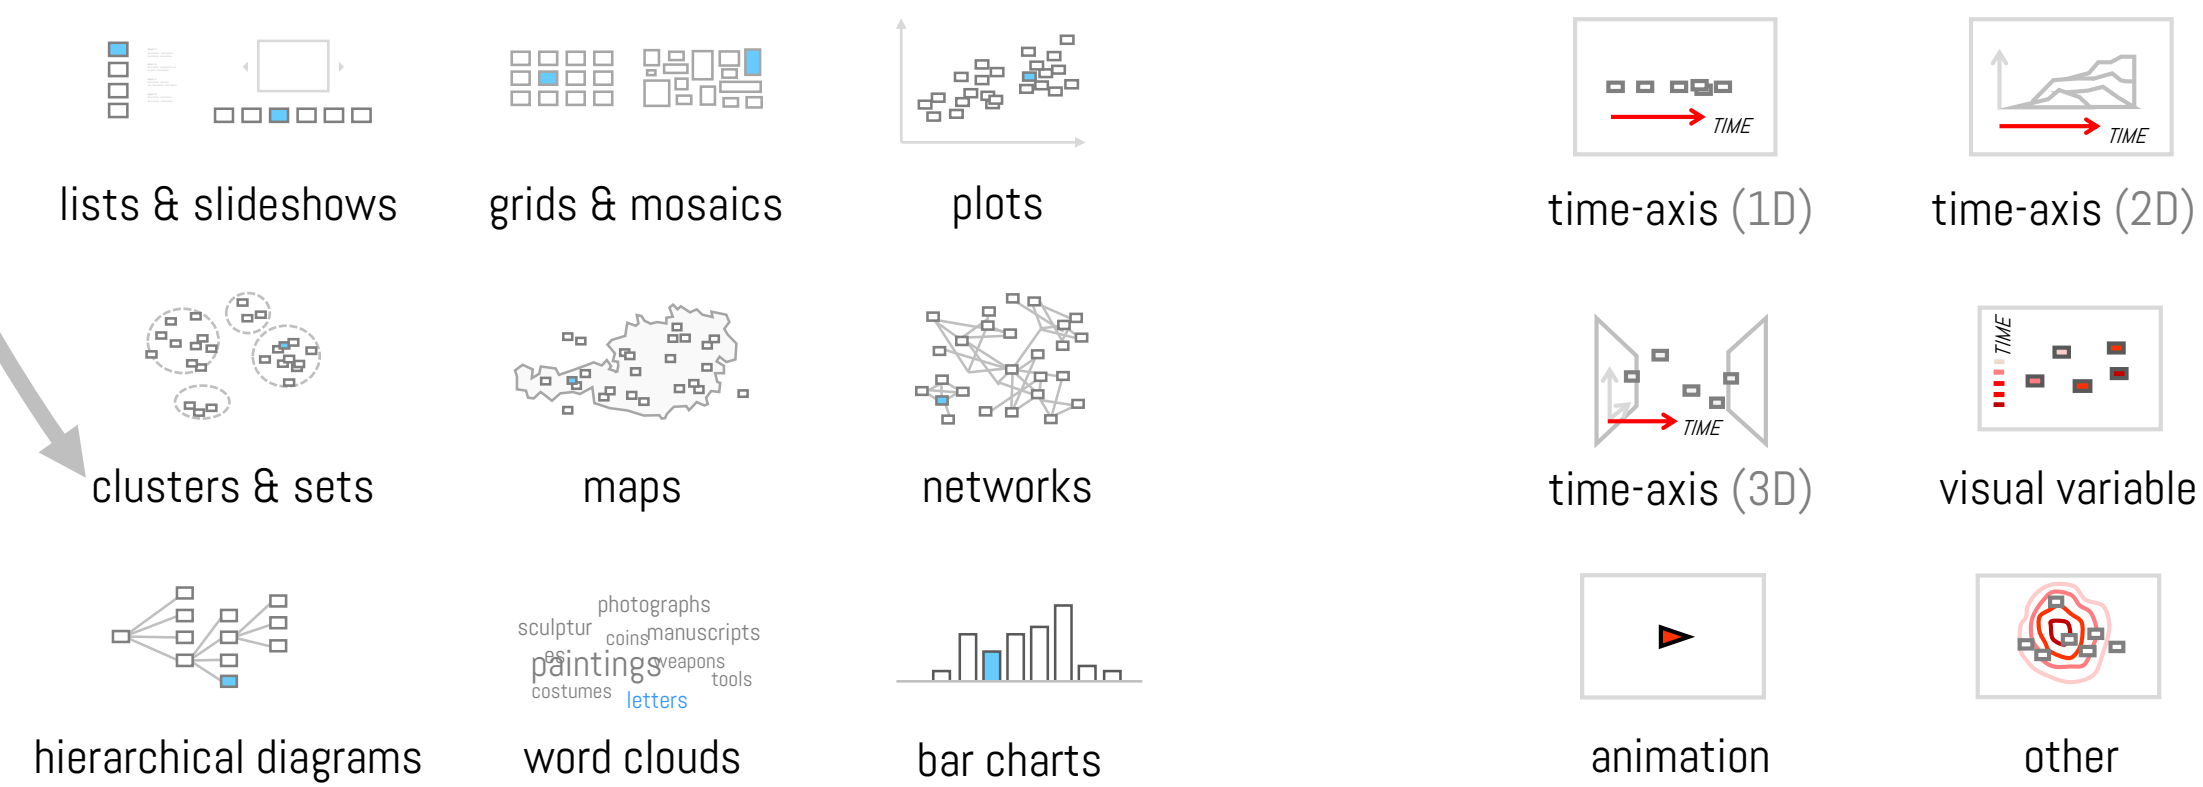 TIME
TIME
lists & slideshows
grids & mosaics
plots
time-axis (1D)
time-axis (2D)
TIME
TIME
clusters & sets
maps
networks
time-axis (3D)
visual variable
photographs
sculptur
es
coins
manuscripts
paintings
weapons
tools
costumes
letters
hierarchical diagrams
word clouds
bar charts
animation
other